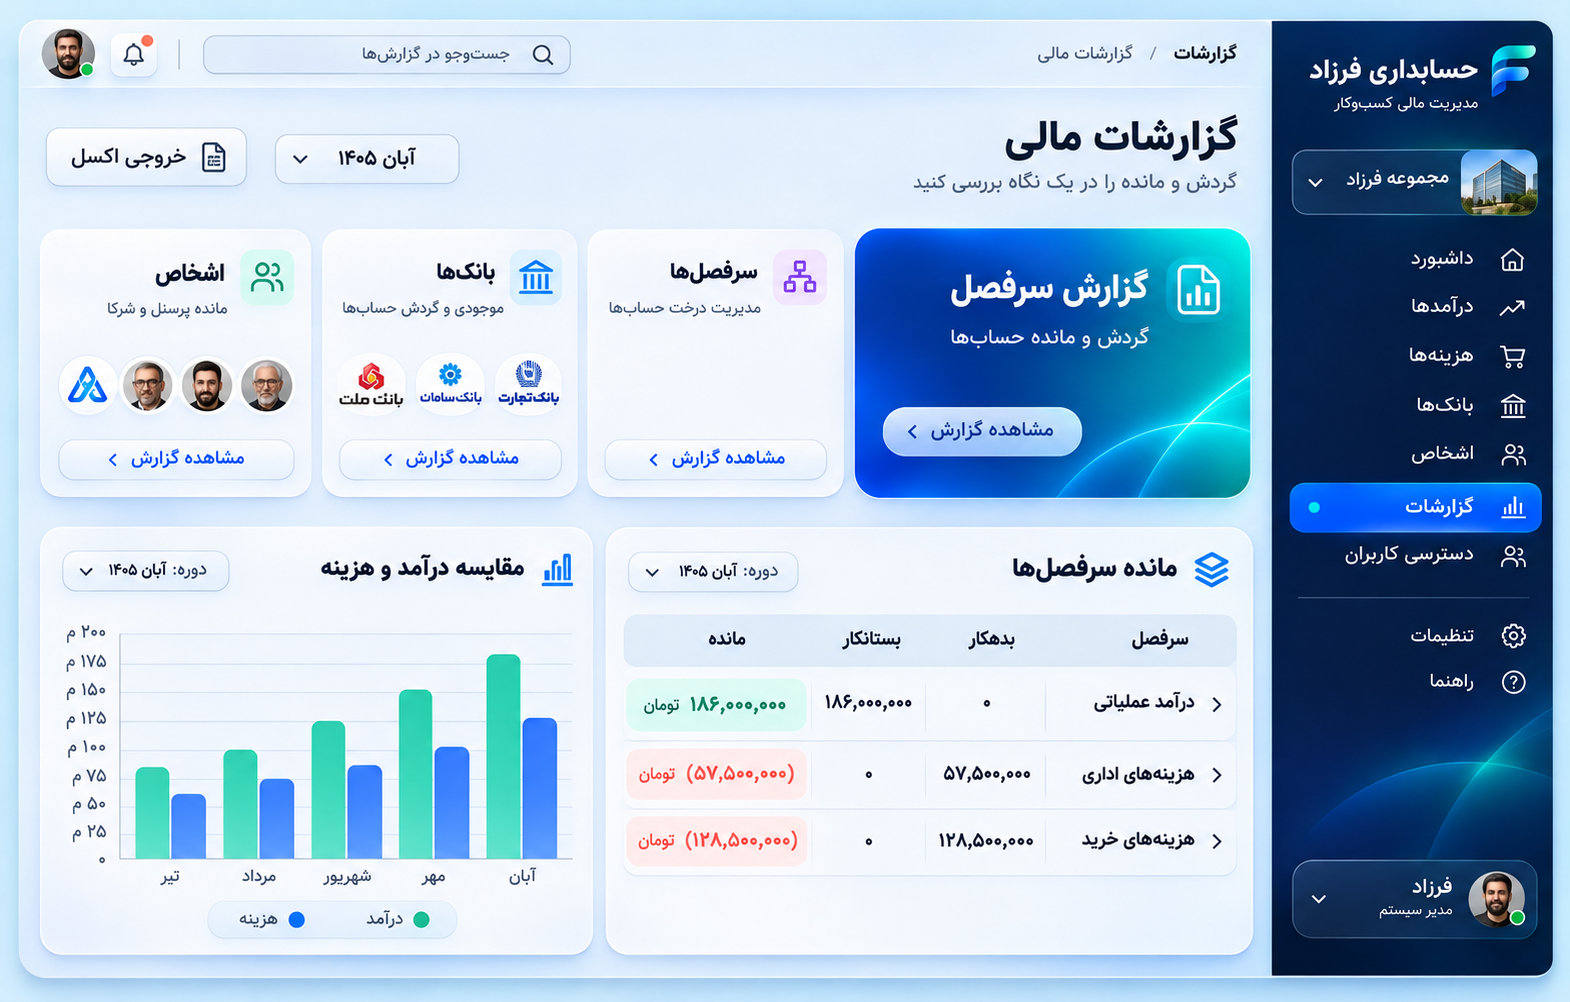 حسابداری فرزاد
مدیریت مالی کسب‌وکار
مجموعه فرزاد
داشبورد
درآمدها
هزینه‌ها
بانک‌ها
اشخاص
گزارشات
دسترسی کاربران
تنظیمات
راهنما
فرزاد
مدیر سیستم
گزارشات / گزارشات مالی
جست‌وجو در گزارش‌ها
گزارشات مالی
گردش و مانده را در یک نگاه بررسی کنید
آبان ۱۴۰۵
خروجی اکسل
گزارش سرفصل
گردش و مانده حساب‌ها
مشاهده گزارش
سرفصل‌ها
مدیریت درخت حساب‌ها
مشاهده گزارش
بانک‌ها
موجودی و گردش حساب‌ها
بانک تجارت
بانک سامان
بانک ملت
مشاهده گزارش
اشخاص
مانده پرسنل و شرکا
مشاهده گزارش
مانده سرفصل‌ها
دوره: آبان ۱۴۰۵
سرفصل بدهکار بستانکار مانده
درآمد عملیاتی ۰ ۱۸۶,۰۰۰,۰۰۰ ۱۸۶,۰۰۰,۰۰۰ تومان
هزینه‌های اداری ۵۷,۵۰۰,۰۰۰ ۰ (۵۷,۵۰۰,۰۰۰) تومان
هزینه‌های خرید ۱۲۸,۵۰۰,۰۰۰ ۰ (۱۲۸,۵۰۰,۰۰۰) تومان
مقایسه درآمد و هزینه
دوره: آبان ۱۴۰۵
۲۰۰ م
۱۷۵ م
۱۵۰ م
۱۲۵ م
۱۰۰ م
۷۵ م
۵۰ م
۲۵ م
۰
آبان مهر شهریور مرداد تیر
درآمد هزینه